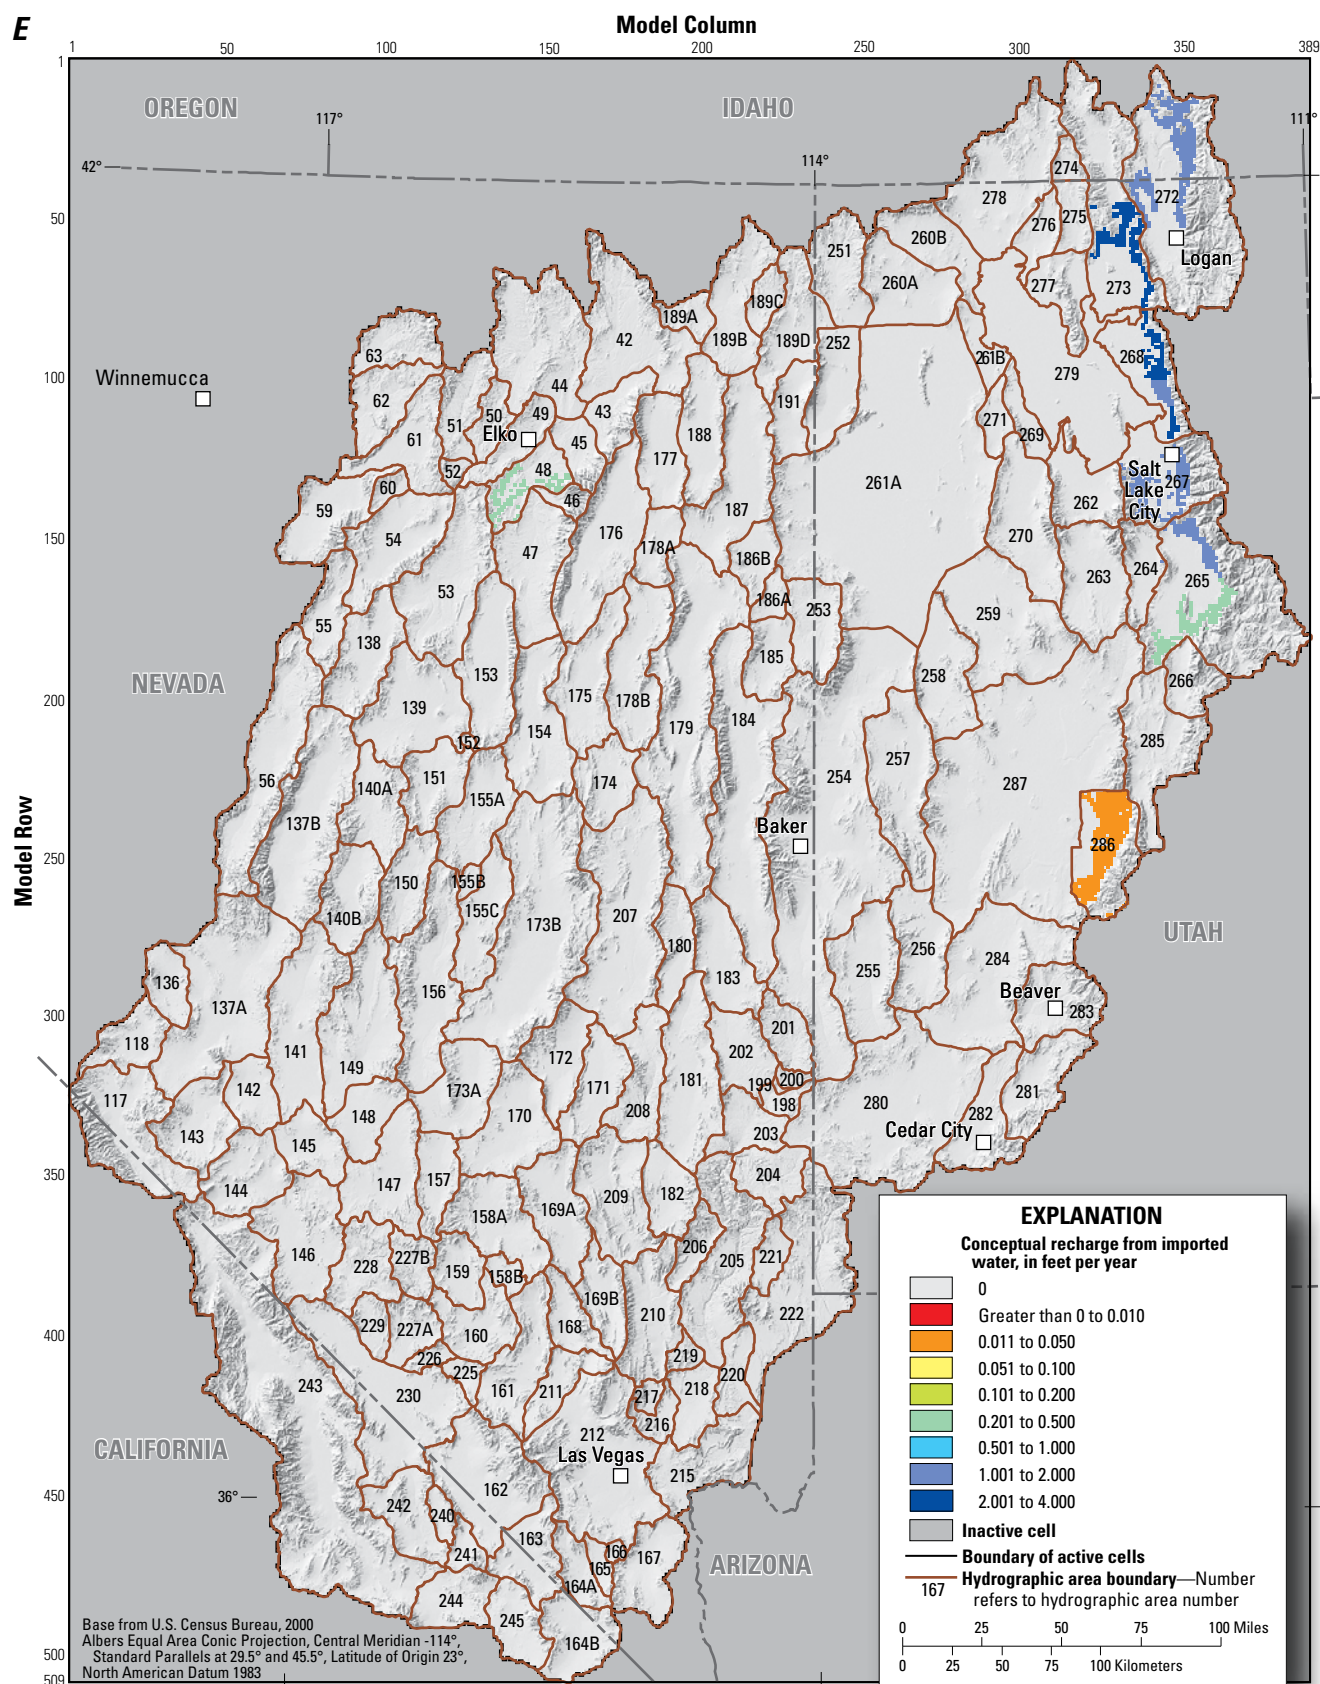 E
Model Column
1 50 100 150 200 250 300 350 389
1
OREGON
IDAHO
117°
111°
42°
114°
274
272
278
50
276
275
251
260B
Logan
260A
277
273
189C
189A
42
189B
189D
252
268
63
261B
279
Winnemucca
100
44
191
62
50
49
43
271
51
269
Elko
188
61
45
177
Salt
52
48
267
60
261A
Lake
46
262
59
187
City
176
270
54
150
178A
47
186B
264
263
265
53
186A
253
259
55
138
185
153
258
266
NEVADA
175
178B
200
139
184
179
154
285
152
257
56
151
254
174
287
140A
155A
137B
Baker
286
250
150
155B
155C
140B
207
173B
UTAH
180
256
284
255
183
136
156
Beaver
137A
283
300
201
118
141
202
172
149
200
181
199
173A
171
142
281
117
280
198
208
282
148
170
Cedar City
203
143
145
350
204
157
147
182
144
209
169A
158A
EXPLANATION
206
Conceptual recharge from imported
water, in feet per year
146
227B
205
221
228
159
158B
0
169B
210
222
Greater than 0 to 0.010
229
227A
168
400
160
0.011 to 0.050
219
226
0.051 to 0.100
225
220
243
218
161
211
0.101 to 0.200
230
217
0.201 to 0.500
216
212
CALIFORNIA
0.501 to 1.000
Las Vegas
215
1.001 to 2.000
162
450
36°
2.001 to 4.000
242
240
Inactive cell
163
166
241
167
Boundary of active cells
165
ARIZONA
Hydrographic area boundary—Number
refers to hydrographic area number
164A
167
244
245
Base from U.S. Census Bureau, 2000
Albers Equal Area Conic Projection, Central Meridian -114°,
Standard Parallels at 29.5° and 45.5°, Latitude of Origin 23°,
North American Datum 1983
164B
0 25 50 75 100 Miles
0 25 50 75 100 Kilometers
500
509
Model Row